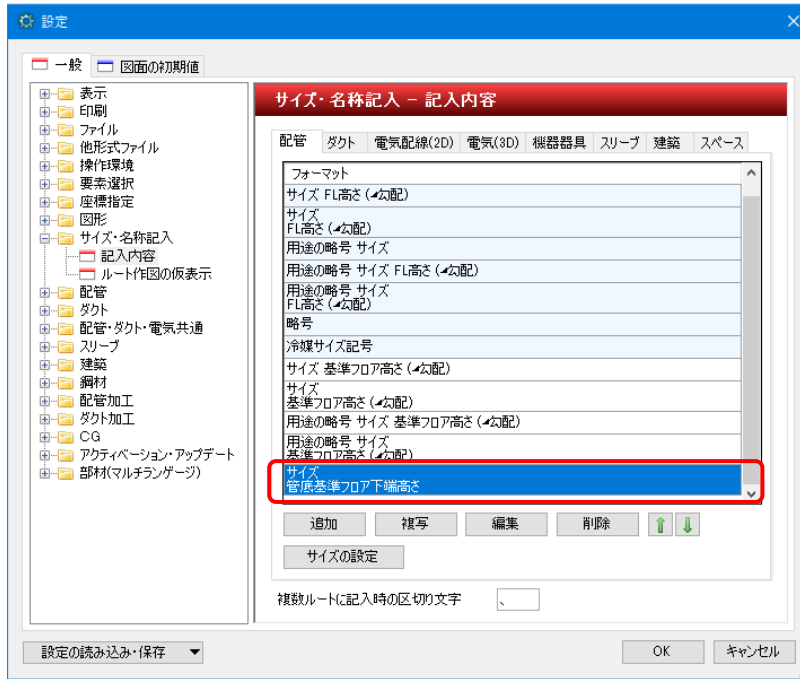 設定
一般
図面の初期値
表示
印刷
ファイル
他形式ファイル
操作環境
要素選択
座標指定
図形
サイズ・名称記入
記入内容
ルート作図の仮表示
配管
ダクト
配管・ダクト・電気共通
スリーブ
建築
鋼材
配管加工
ダクト加工
CG
アクティベーション・アップデート
部材(マルチランゲージ)
サイズ・名称記入 - 記入内容
配管 ダクト 電気配線(2D) 電気(3D) 機器器具 スリーブ 建築 スペース
フォーマット
サイズ FL高さ (◢勾配)
サイズ
FL高さ (◢勾配)
用途の略号 サイズ
用途の略号 サイズ FL高さ (◢勾配)
用途の略号 サイズ
FL高さ (◢勾配)
略号
冷媒サイズ記号
サイズ 基準フロア高さ (◢勾配)
サイズ
基準フロア高さ (◢勾配)
用途の略号 サイズ 基準フロア高さ (◢勾配)
用途の略号 サイズ
基準フロア高さ (◢勾配)
サイズ
管底基準フロア下端高さ
追加 複写 編集 削除
サイズの設定
複数ルートに記入時の区切り文字 、
設定の読み込み・保存
OK キャンセル